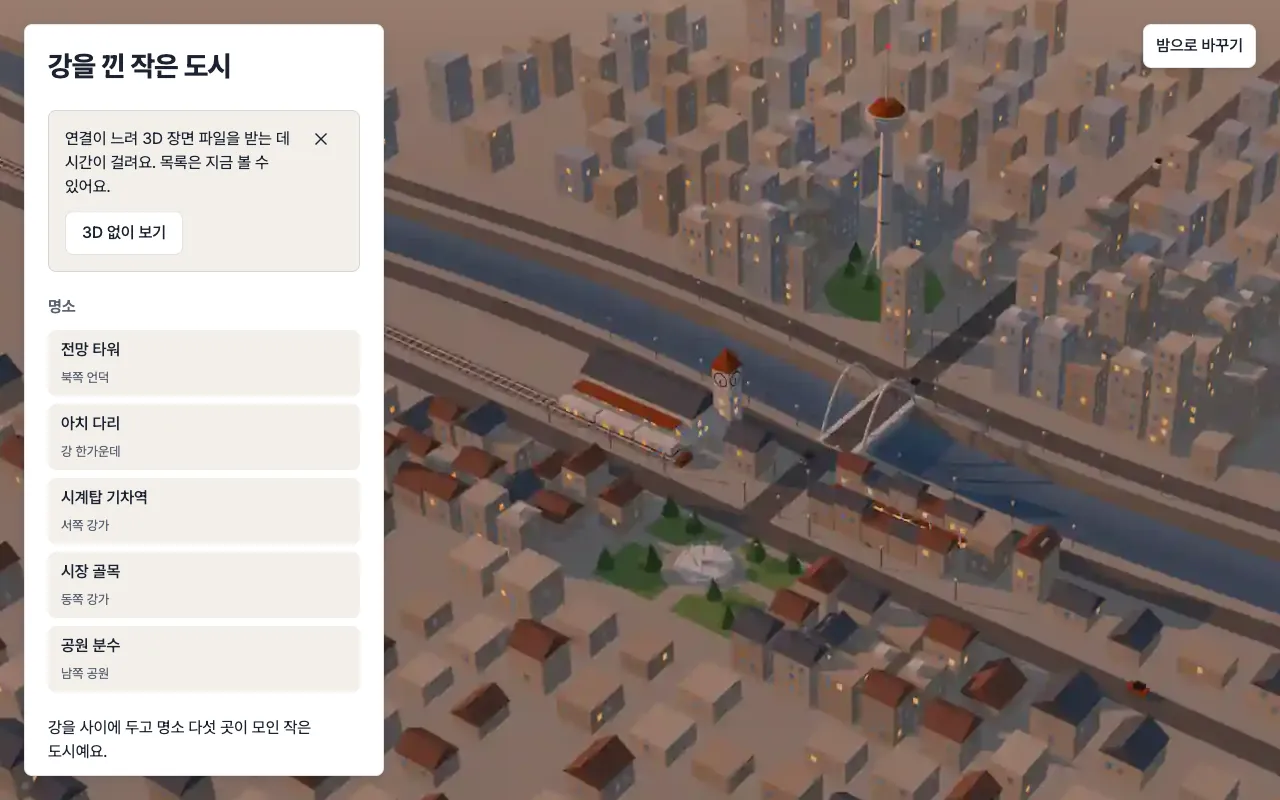 강을 낀 작은 도시
밤으로 바꾸기
연결이 느려 3D 장면 파일을 받는 데
시간이 걸려요. 목록은 지금 볼 수
있어요.
3D 없이 보기
명소
전망 타워
북쪽 언덕
아치 다리
강 한가운데
시계탑 기차역
서쪽 강가
시장 골목
동쪽 강가
공원 분수
남쪽 공원
강을 사이에 두고 명소 다섯 곳이 모인 작은
도시예요.